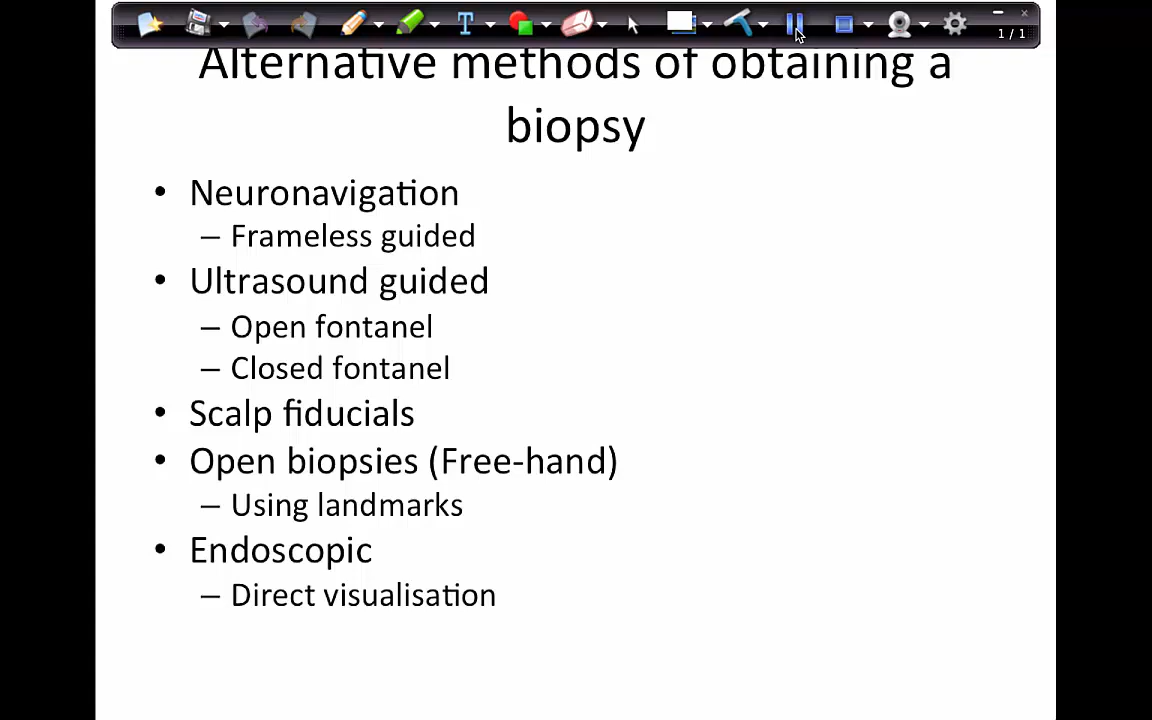 1 / 1
Alternative methods of obtaining a
biopsy
• Neuronavigation
– Frameless guided
• Ultrasound guided
– Open fontanel
– Closed fontanel
• Scalp fiducials
• Open biopsies (Free-hand)
– Using landmarks
• Endoscopic
– Direct visualisation